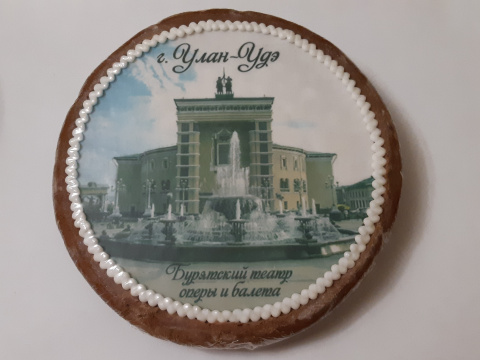 г. Улан-Удэ
Бурятский театр
оперы и балета